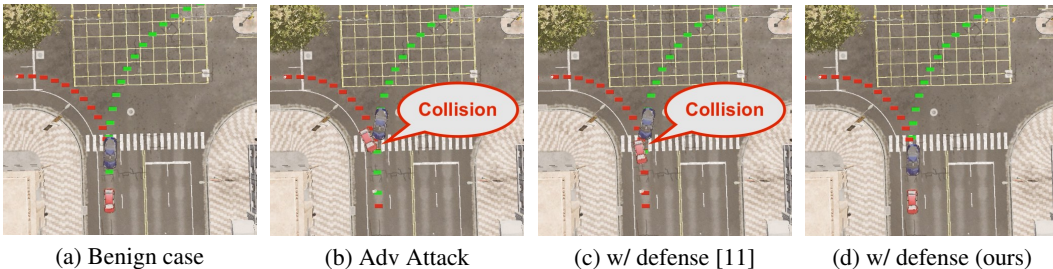 Collision
Collision
(a) Benign case
(b) Adv Attack
(c) w/ defense [11]
(d) w/ defense (ours)